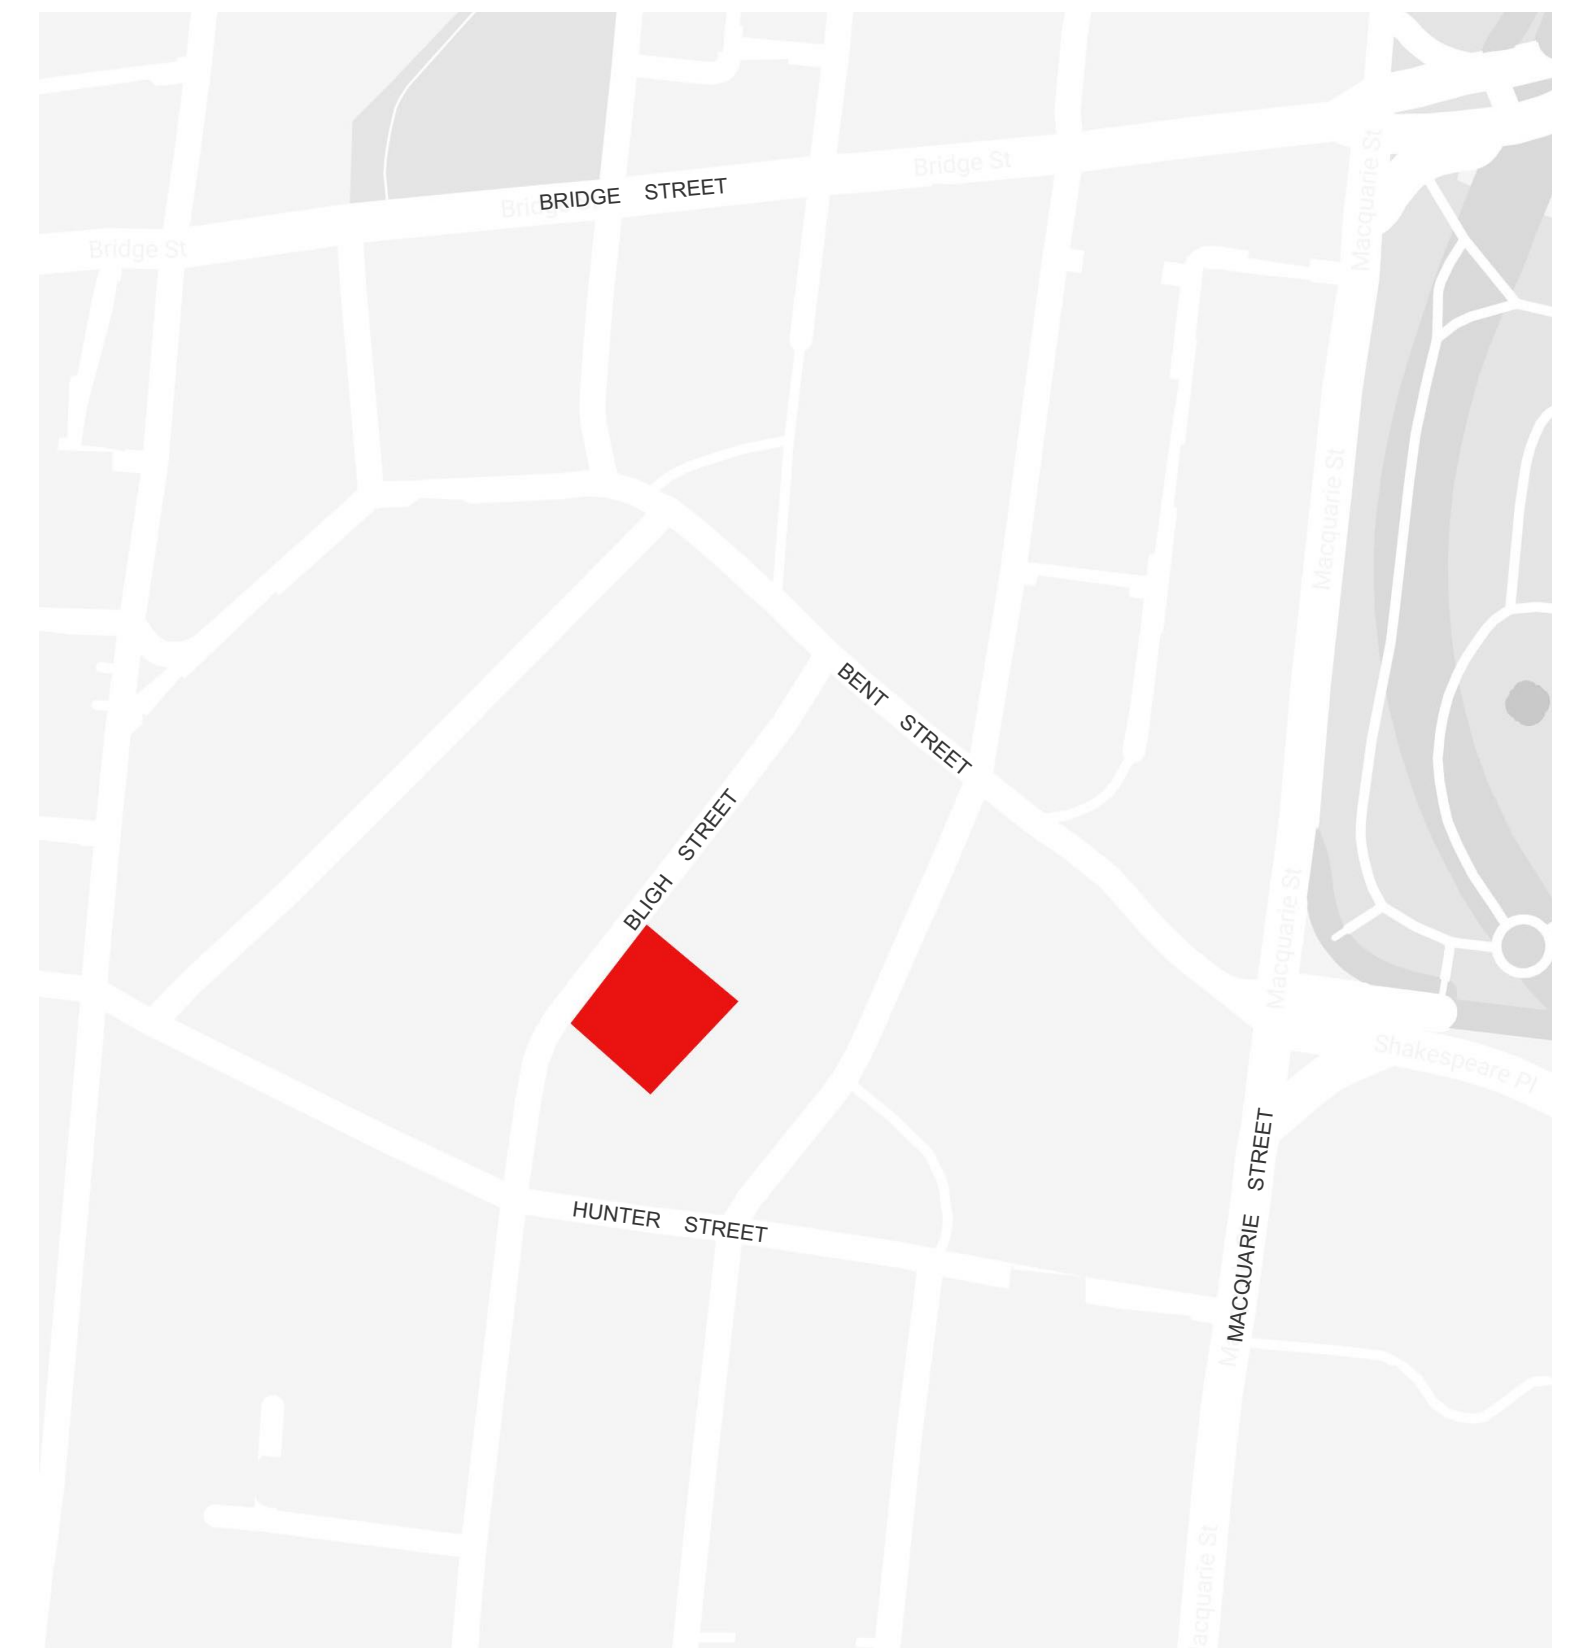 Bridge St
BRIDGE STREET
Bridge St
Macquarie St
Macquarie St
BENT STREET
BLIGH STREET
Macquarie St
Shakespeare Pl
HUNTER STREET
MACQUARIE STREET
acquarie St